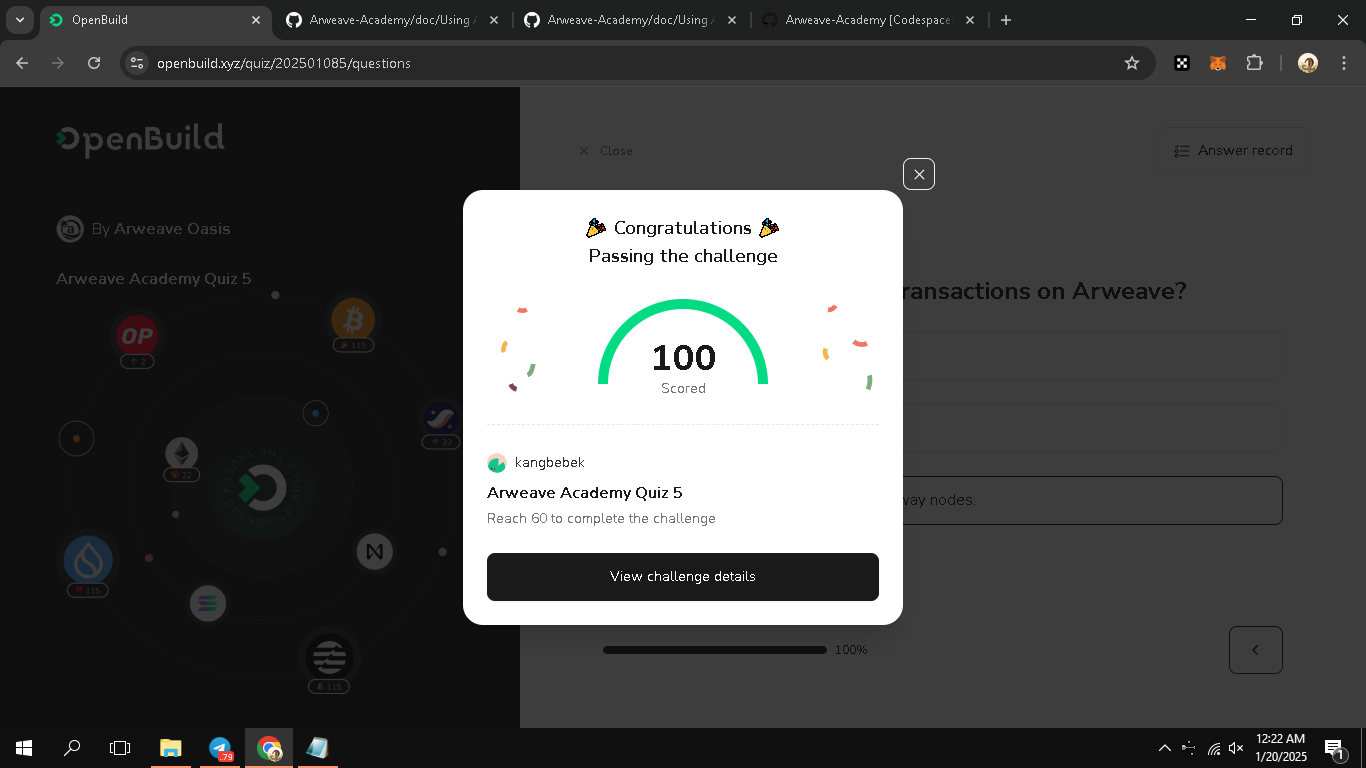 OpenBuild
Arweave-Academy/doc/Using
Arweave-Academy/doc/Using
Arweave-Academy [Codespace:
openbuild.xyz/quiz/202501085/questions
OpenBuild
Close
Answer record
By Arweave Oasis
Arweave Academy Quiz 5
ransactions on Arweave?
way nodes.
🎉 Congratulations 🎉
Passing the challenge
100
Scored
kangbebek
Arweave Academy Quiz 5
Reach 60 to complete the challenge
View challenge details
OP
2
115
32
22
115
115
100%
79
12:22 AM
1/20/2025
1